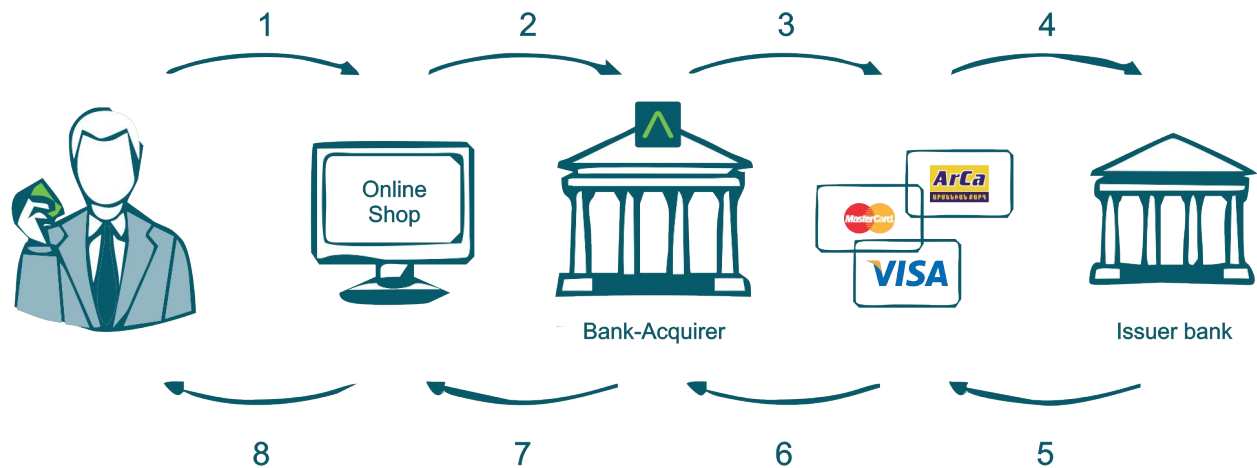 1
2
3
4
Online
Shop
ArCa
MasterCard
VISA
Bank-Acquirer
Issuer bank
8
7
6
5